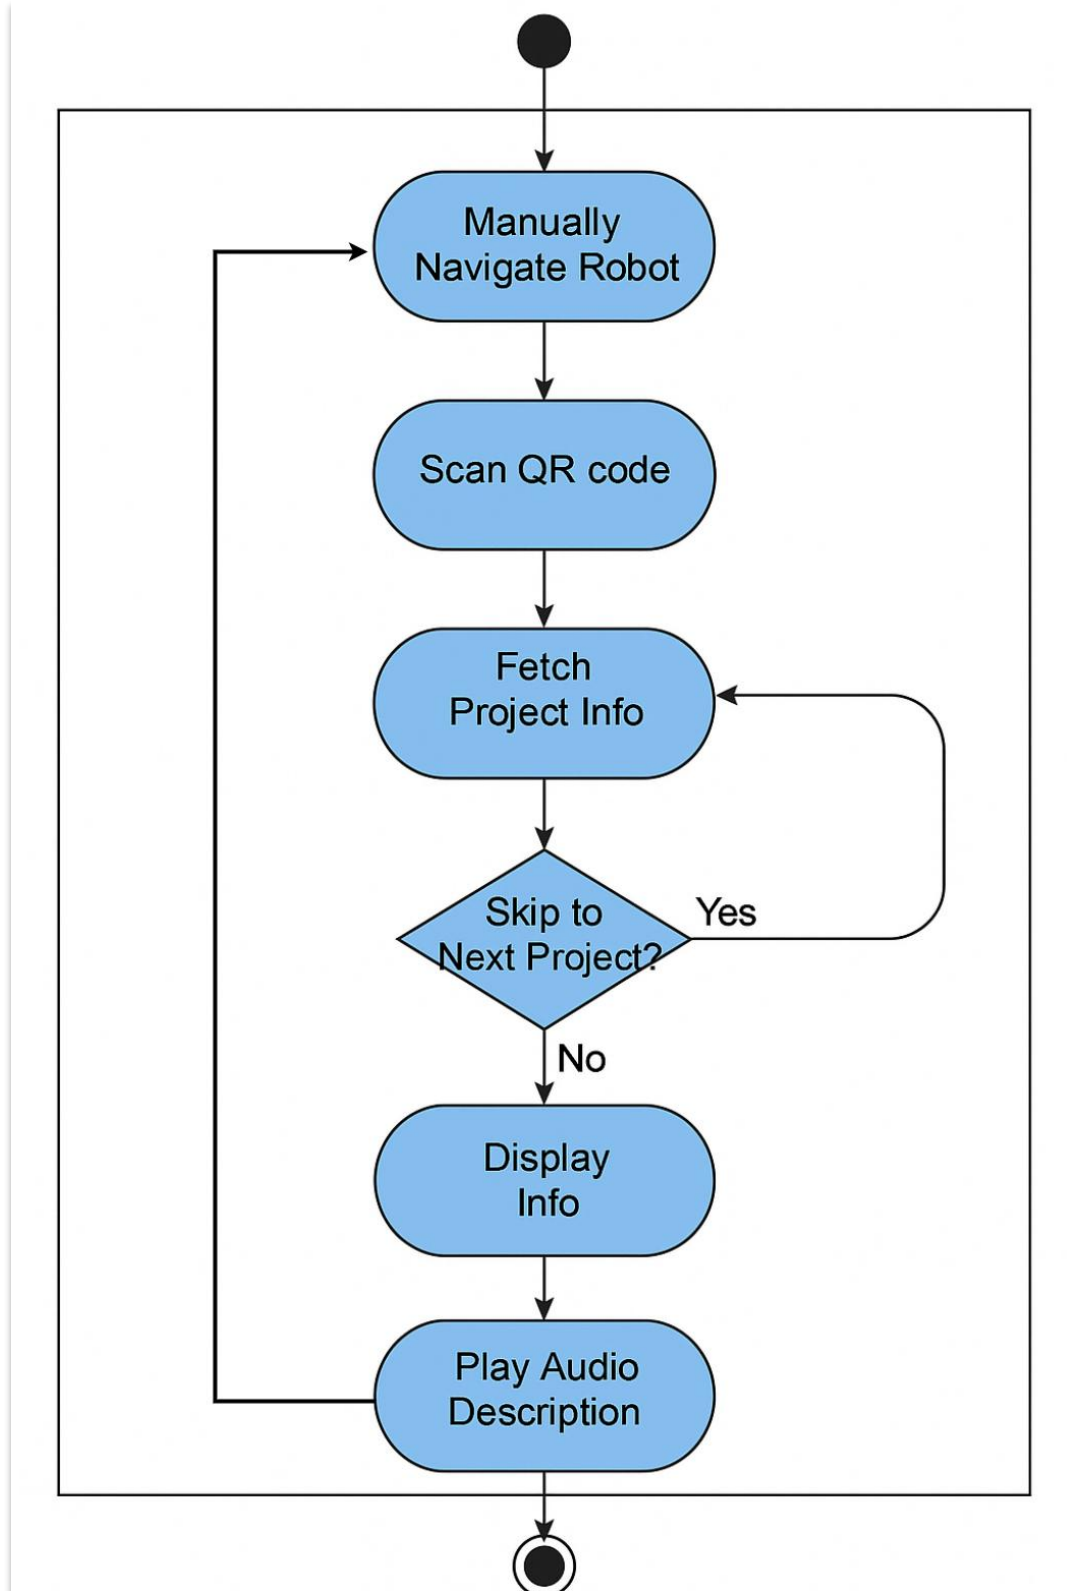 Manually
Navigate Robot
Scan QR code
Fetch
Project Info
Skip to
Next Project?
Yes
No
Display
Info
Play Audio
Description